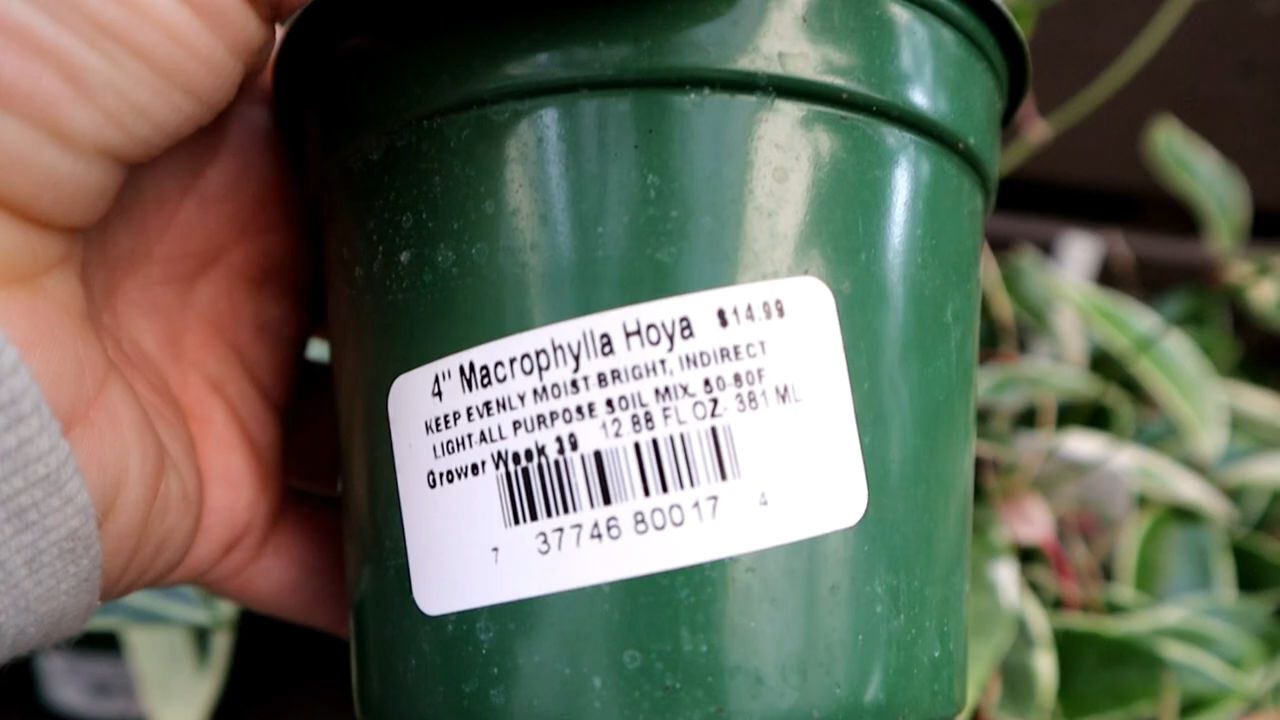 4" Macrophylla Hoya $14.99
KEEP EVENLY MOIST-BRIGHT, INDIRECT
LIGHT-ALL PURPOSE SOIL MIX. 50-80F
Grower Week 39 12 88 FL OZ- 381 ML
7 37746 80017 4